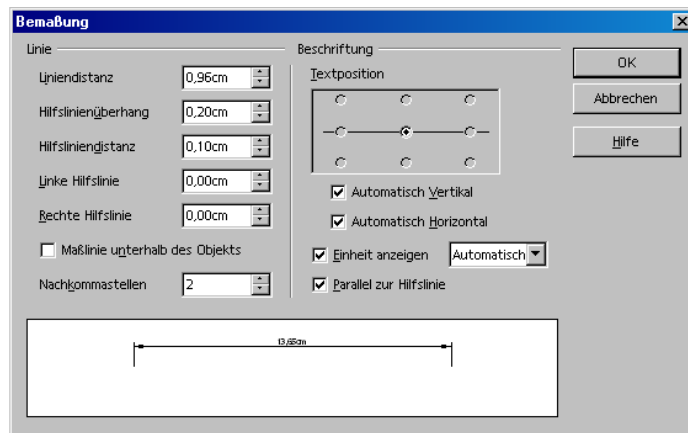 Bemaßung
Linie
Liniendistanz 0,96cm
Hilfslinienüberhang 0,20cm
Hilfsliniendistanz 0,10cm
Linke Hilfslinie 0,00cm
Rechte Hilfslinie 0,00cm
Maßlinie unterhalb des Objekts
Nachkommastellen 2
Beschriftung
Textposition
Automatisch Vertikal
Automatisch Horizontal
Einheit anzeigen Automatisch
Parallel zur Hilfslinie
OK
Abbrechen
Hilfe
13,65cm